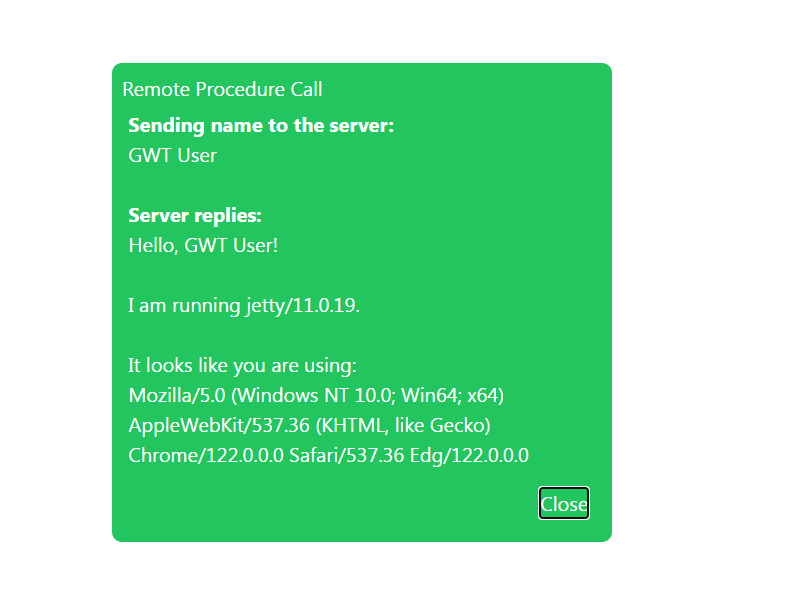 Remote Procedure Call
Sending name to the server:
GWT User
Server replies:
Hello, GWT User!
I am running jetty/11.0.19.
It looks like you are using:
Mozilla/5.0 (Windows NT 10.0; Win64; x64)
AppleWebKit/537.36 (KHTML, like Gecko)
Chrome/122.0.0.0 Safari/537.36 Edg/122.0.0.0
Close